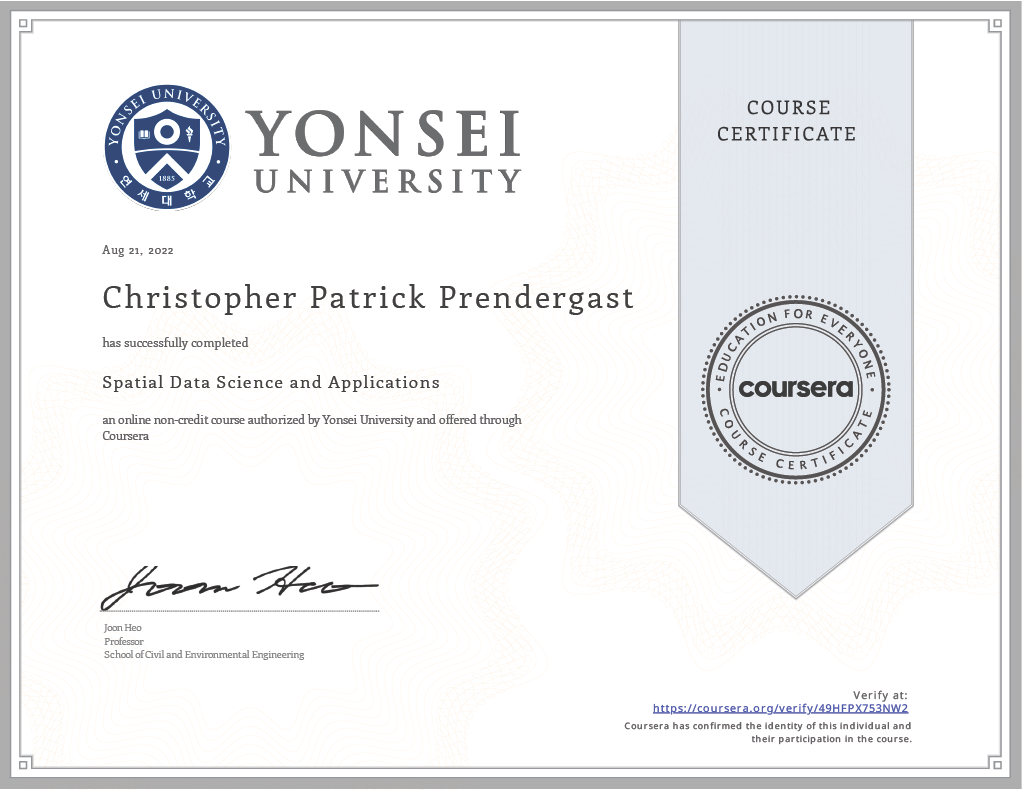 YONSEI UNIVERSITY
1885
연세대학교
YONSEI
UNIVERSITY
COURSE
CERTIFICATE
Aug 21, 2022
Christopher Patrick Prendergast
has successfully completed
Spatial Data Science and Applications
an online non-credit course authorized by Yonsei University and offered through
Coursera
EDUCATION FOR EVERYONE
coursera
COURSE CERTIFICATE
Joon Heo
Joon Heo
Professor
School of Civil and Environmental Engineering
Verify at:
https://coursera.org/verify/49HFPX753NW2
Coursera has confirmed the identity of this individual and
their participation in the course.